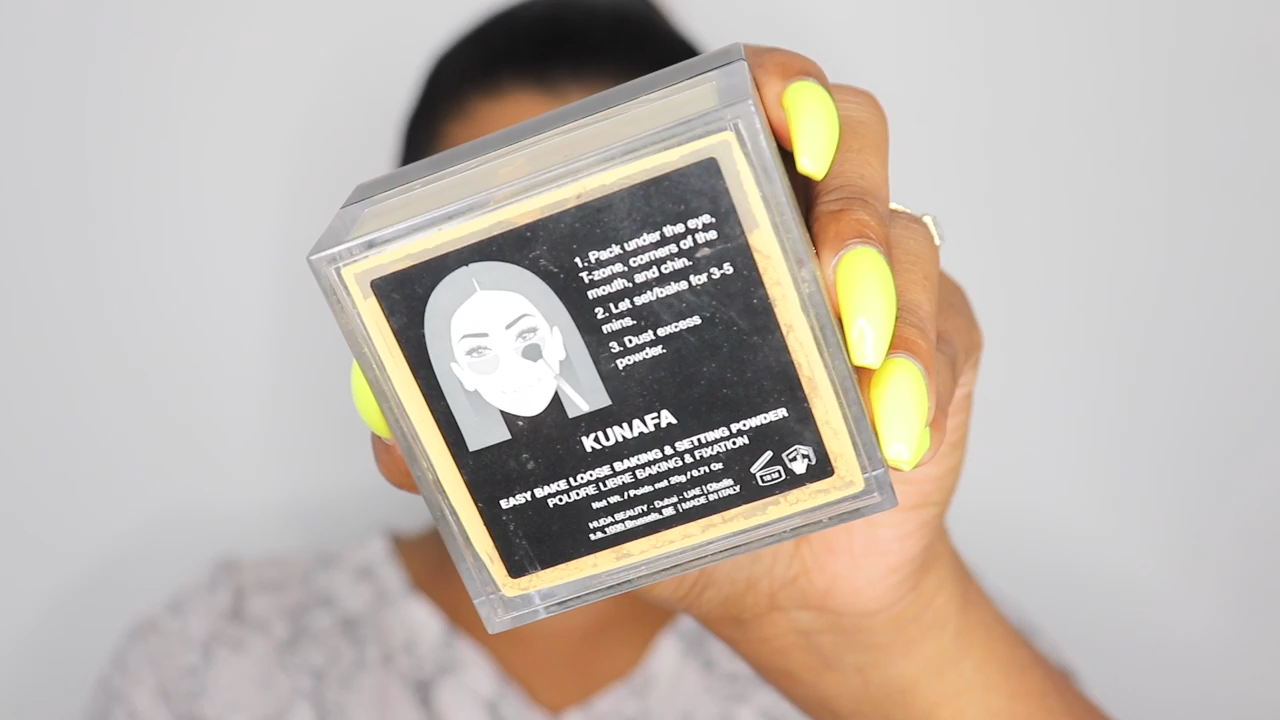 1. Pack under the eye,
T-zone, corners of the
mouth, and chin.
2. Let set/bake for 3-5
mins.
3. Dust excess
powder.
KUNAFA
EASY BAKE LOOSE BAKING & SETTING POWDER
POUDRE LIBRE BAKING & FIXATION
Net Wt. / Poids net 20g / 0.71 Oz
HUDA BEAUTY - Dubai - UAE | Obelis
s.a. 1030 Brussels, BE | MADE IN ITALY